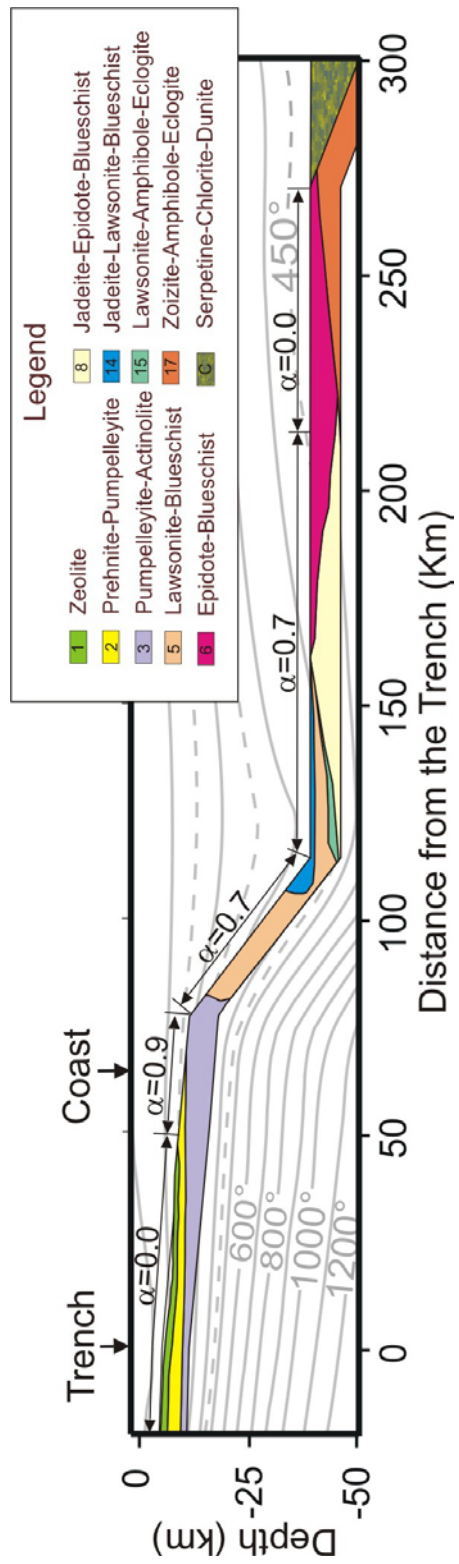 Trench
Coast
Legend
1 Zeolite
2 Prehnite-Pumpelleyite
3 Pumpelleyite-Actinolite
5 Lawsonite-Blueschist
6 Epidote-Blueschist
8 Jadeite-Epidote-Blueschist
14 Jadeite-Lawsonite-Blueschist
15 Lawsonite-Amphibole-Eclogite
17 Zoizite-Amphibole-Eclogite
C Serpetine-Chlorite-Dunite
α=0.0
α=0.9
α=0.7
α=0.7
α=0.0
450°
600°
800°
1000°
1200°
0
-25
-50
Depth (km)
0
50
100
150
200
250
300
Distance from the Trench (Km)